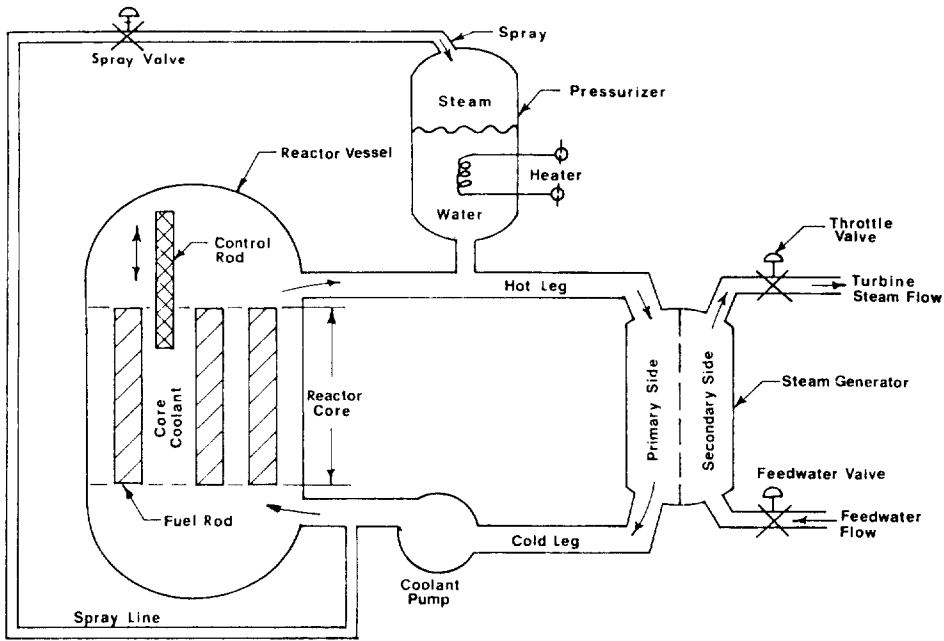 Spray Valve
Spray
Steam
Pressurizer
Heater
Water
Reactor Vessel
Control
Rod
Hot Leg
Throttle
Valve
Turbine
Steam Flow
Core
Coolant
Reactor
Core
Primary Side
Secondary Side
Steam Generator
Fuel Rod
Feedwater Valve
Feedwater
Flow
Cold Leg
Coolant
Pump
Spray Line